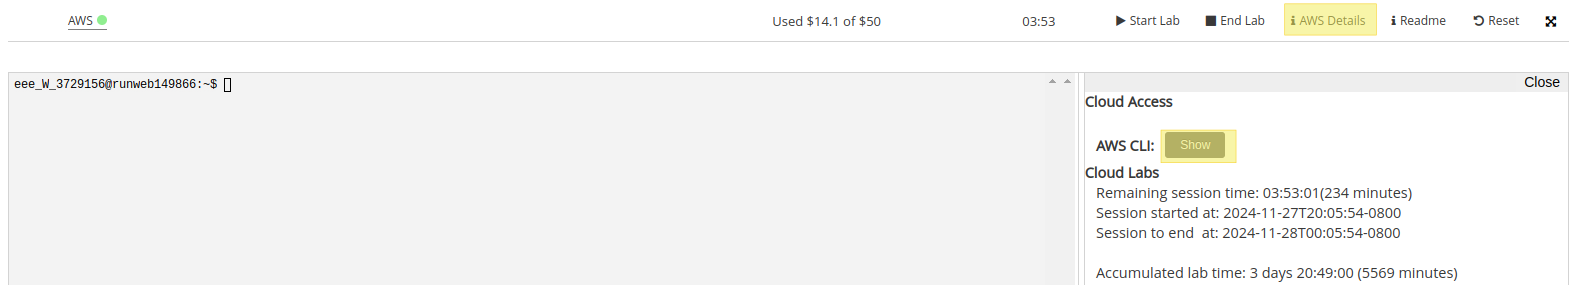 AWS
Used $14.1 of $50
03:53
Start Lab
End Lab
AWS Details
Readme
Reset
eee_W_3729156@runweb149866:~$
Close
Cloud Access
AWS CLI: Show
Cloud Labs
Remaining session time: 03:53:01(234 minutes)
Session started at: 2024-11-27T20:05:54-0800
Session to end  at: 2024-11-28T00:05:54-0800
Accumulated lab time: 3 days 20:49:00 (5569 minutes)